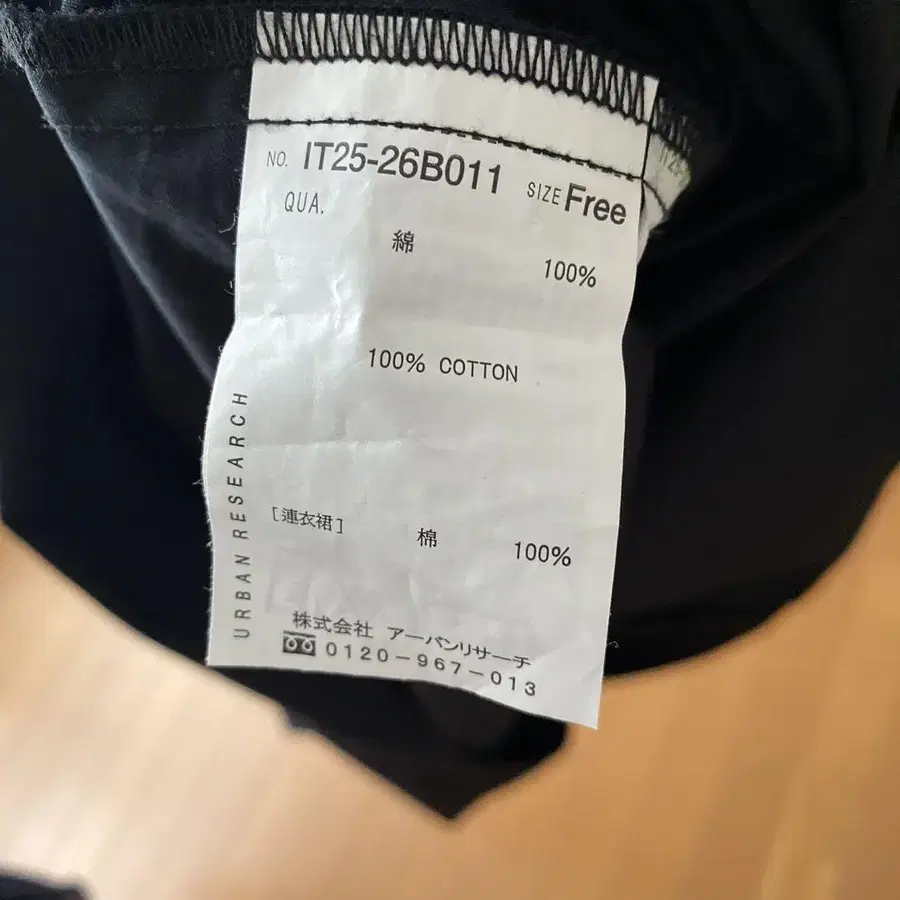 NO. IT25-26B011 SIZE Free
QUA.
綿 100%
100% COTTON
[連衣裙] 棉 100%
URBAN RESEARCH
株式会社 アーバンリサーチ
0120-967-013